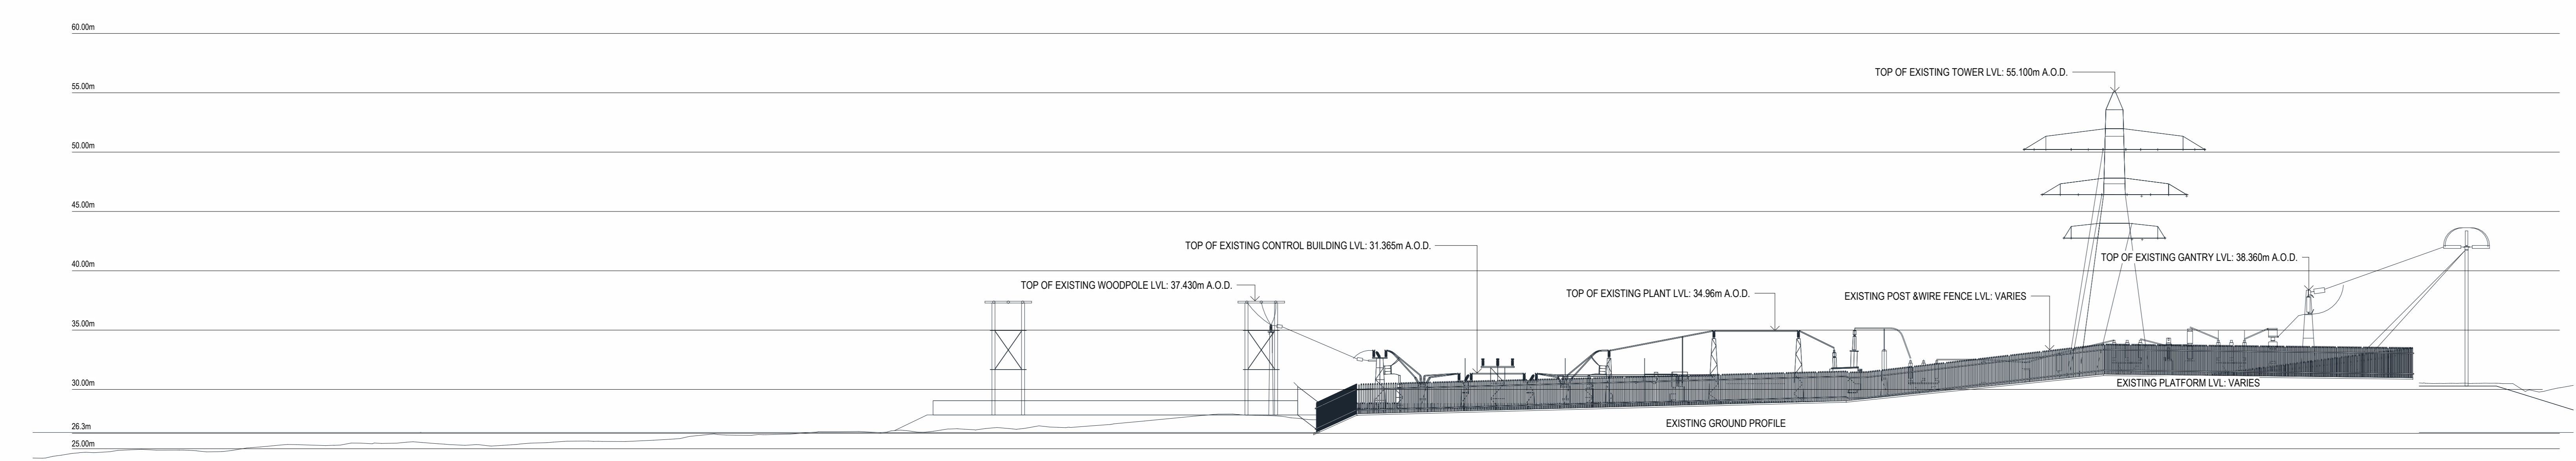 60.00m
TOP OF EXISTING TOWER LVL: 55.100m A.O.D.
55.00m
50.00m
45.00m
TOP OF EXISTING CONTROL BUILDING LVL: 31.365m A.O.D.
TOP OF EXISTING GANTRY LVL: 38.360m A.O.D.
40.00m
TOP OF EXISTING WOODPOLE LVL: 37.430m A.O.D.
TOP OF EXISTING PLANT LVL: 34.96m A.O.D.
EXISTING POST &WIRE FENCE LVL: VARIES
35.00m
30.00m
EXISTING PLATFORM LVL: VARIES
EXISTING GROUND PROFILE
26.3m
25.00m